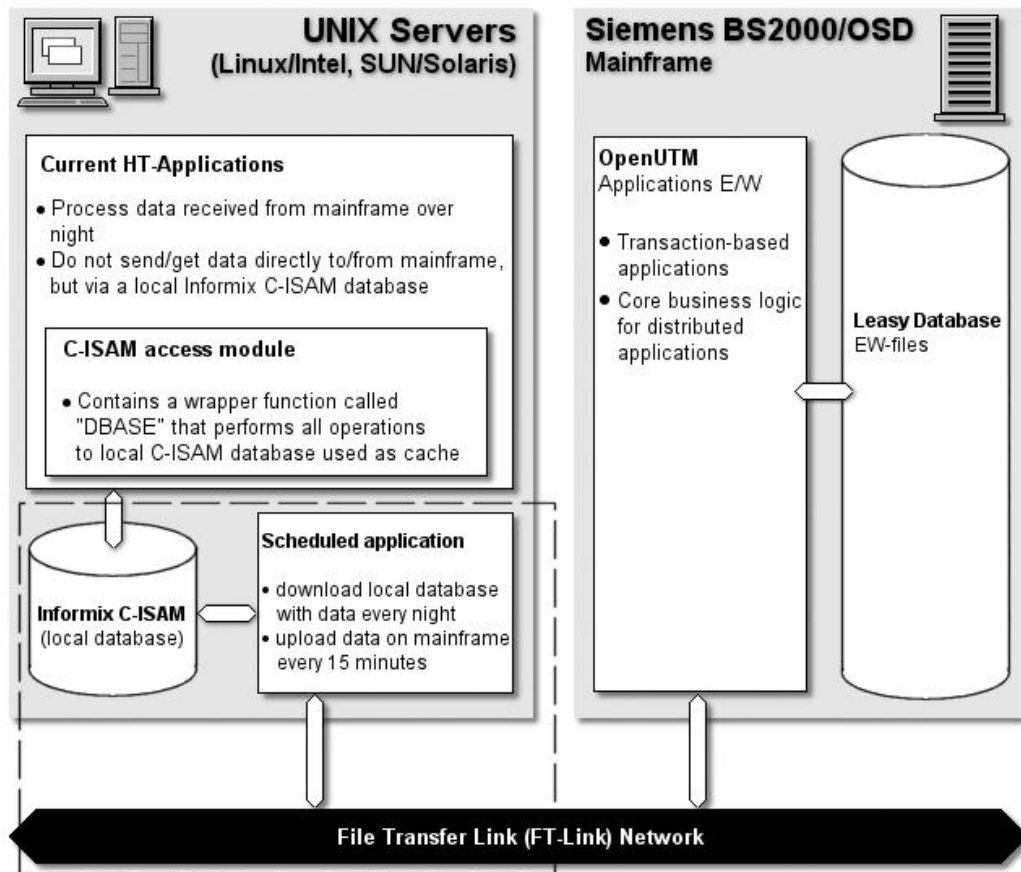 UNIX Servers
(Linux/Intel, SUN/Solaris)
Current HT-Applications
● Process data received from mainframe over
night
● Do not send/get data directly to/from mainframe,
but via a local Informix C-ISAM database
C-ISAM access module
● Contains a wrapper function called
"DBASE" that performs all operations
to local C-ISAM database used as cache
Informix C-ISAM
(local database)
Scheduled application
● download local database
with data every night
● upload data on mainframe
every 15 minutes
Siemens BS2000/OSD
Mainframe
OpenUTM
Applications E/W
● Transaction-based
applications
● Core business logic
for distributed
applications
Leasy Database
EW-files
File Transfer Link (FT-Link) Network